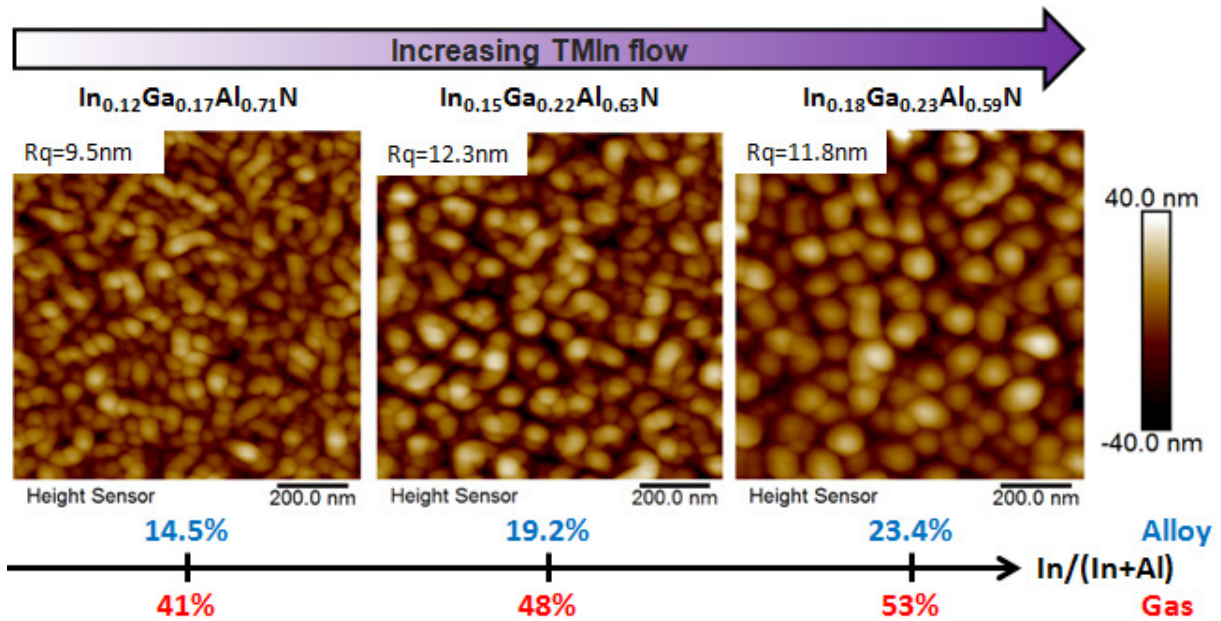 Increasing TMIn flow
In0.12Ga0.17Al0.71N
In0.15Ga0.22Al0.63N
In0.18Ga0.23Al0.59N
Rq=9.5nm
Rq=12.3nm
Rq=11.8nm
40.0 nm
-40.0 nm
Height Sensor
200.0 nm
Height Sensor
200.0 nm
Height Sensor
200.0 nm
14.5%
19.2%
23.4%
Alloy
In/(In+Al)
41%
48%
53%
Gas